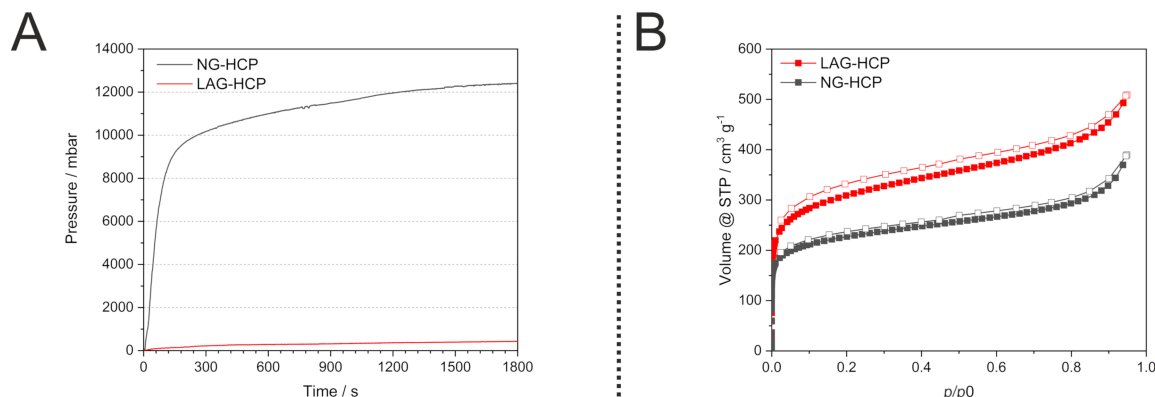 A
Pressure / mbar
14000
12000
10000
8000
6000
4000
2000
0
NG-HCP
LAG-HCP
0 300 600 900 1200 1500 1800
Time / s
B
Volume @ STP / cm³ g⁻¹
600
500
400
300
200
100
0
LAG-HCP
NG-HCP
0.0 0.2 0.4 0.6 0.8 1.0
p/p0